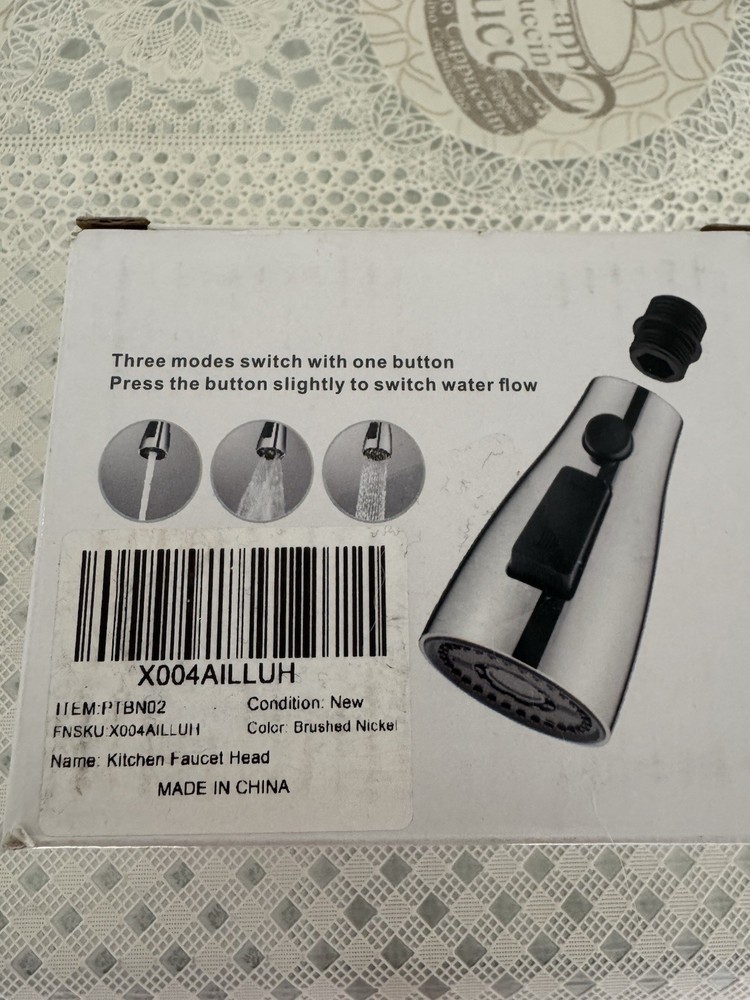 Cappuccino
Three modes switch with one button
Press the button slightly to switch water flow
X004AILLUH
ITEM:PTBN02 Condition: New
FNSKU:X004AILLUH Color: Brushed Nickel
Name: Kitchen Faucet Head
MADE IN CHINA